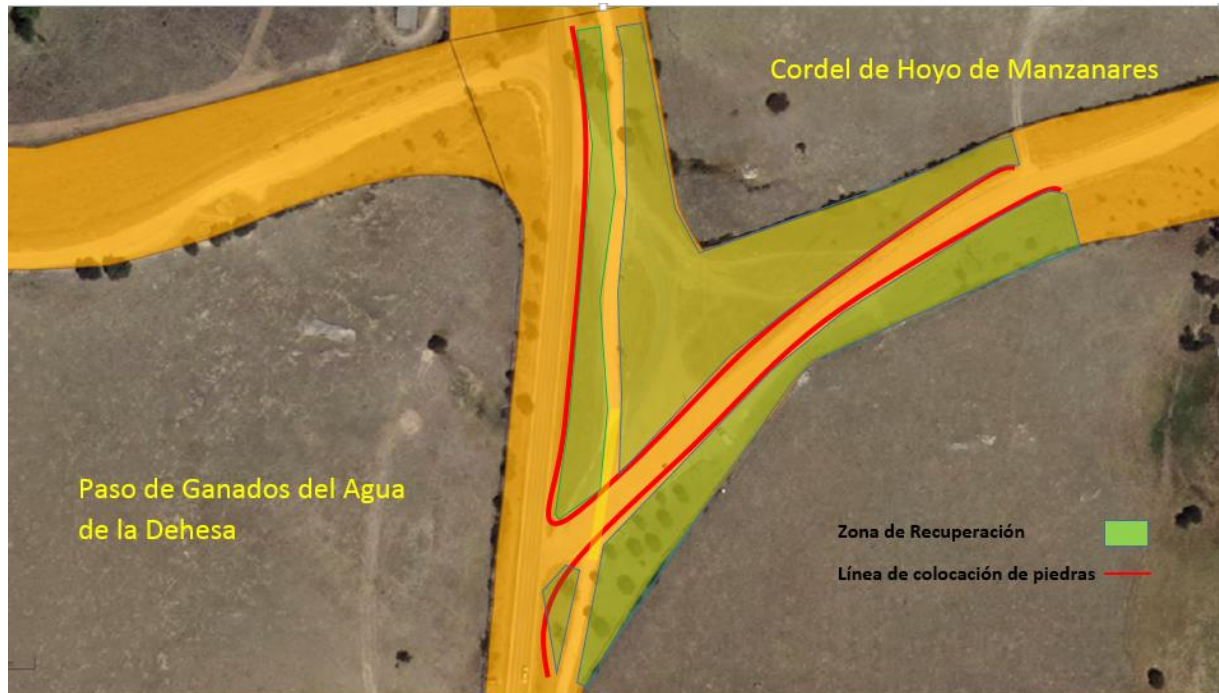 Cordel de Hoyo de Manzanares
Paso de Ganados del Agua
de la Dehesa
Zona de Recuperación
Línea de colocación de piedras